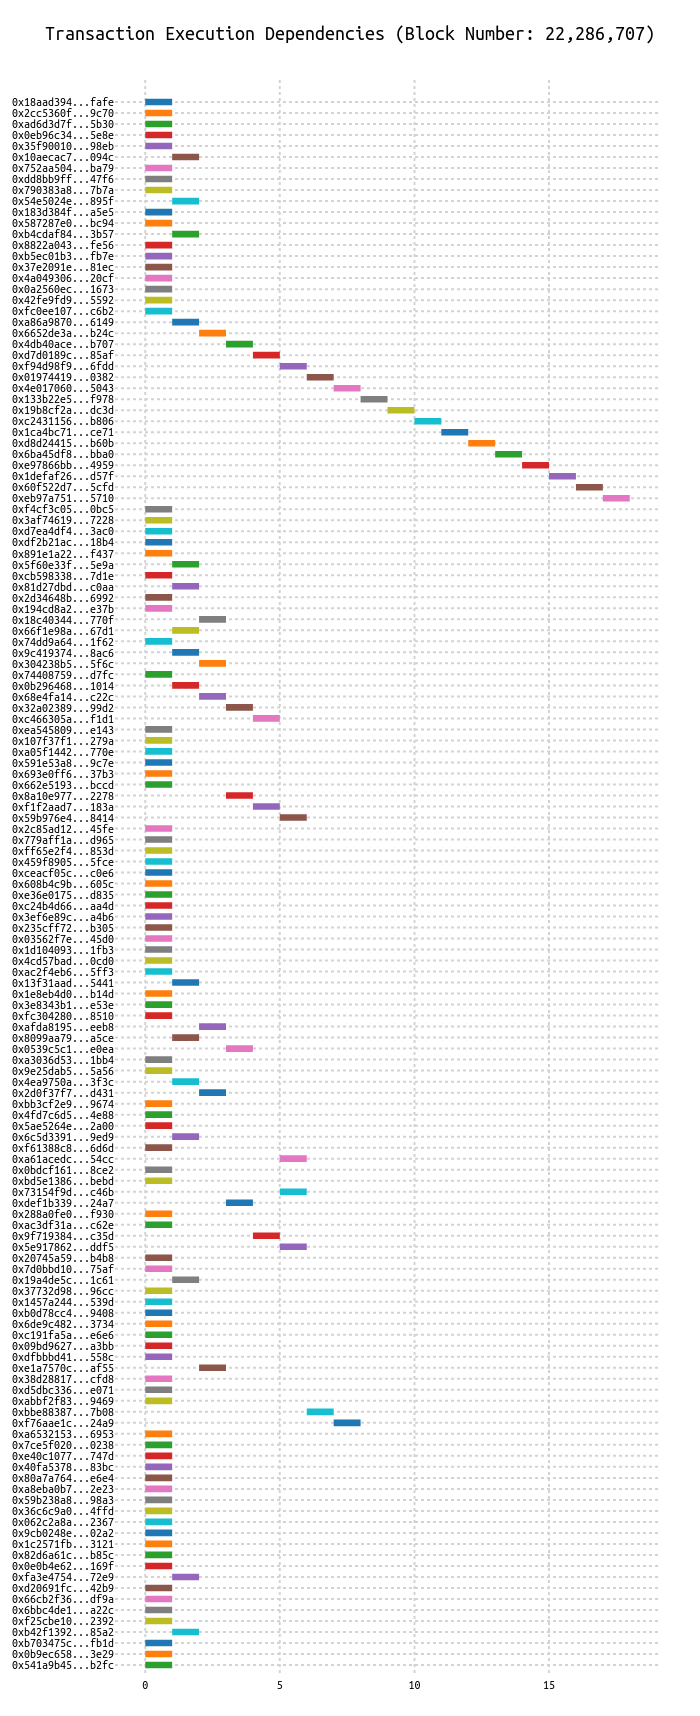 Transaction Execution Dependencies (Block Number: 22,286,707)
0x18aad394...fafe
0x2cc5360f...9c70
0xad6d3d7f...5b30
0x0eb96c34...5e8e
0x35f90010...98eb
0x10aecac7...094c
0x752aa504...ba79
0xdd8bb9ff...47f6
0x790383a8...7b7a
0x54e5024e...895f
0x183d384f...a5e5
0x587287e0...bc94
0xb4cdaf84...3b57
0x8822a043...fe56
0xb5ec01b3...fb7e
0x37e2091e...81ec
0x4a049306...20cf
0x0a2560ec...1673
0x42fe9fd9...5592
0xfc0ee107...c6b2
0xa86a9870...6149
0x6652de3a...b24c
0x4db40ace...b707
0xd7d0189c...85af
0xf94d98f9...6fdd
0x01974419...0382
0x4e017060...5043
0x133b22e5...f978
0x19b8cf2a...dc3d
0xc2431156...b806
0x1ca4bc71...ce71
0xd8d24415...b60b
0x6ba45df8...bba0
0xe97866bb...4959
0x1defaf26...d57f
0x60f522d7...5cfd
0xeb97a751...5710
0xf4cf3c05...0bc5
0x3af74619...7228
0xd7ea4df4...3ac0
0xdf2b21ac...18b4
0x891e1a22...f437
0x5f60e33f...5e9a
0xcb598338...7d1e
0x81d27dbd...c0aa
0x2d34648b...6992
0x194cd8a2...e37b
0x18c40344...770f
0x66f1e98a...67d1
0x74dd9a64...1f62
0x9c419374...8ac6
0x304238b5...5f6c
0x74408759...d7fc
0x0b296468...1014
0x68e4fa14...c22c
0x32a02389...99d2
0xc466305a...f1d1
0xea545809...e143
0x107f37f1...279a
0xa05f1442...770e
0x591e53a8...9c7e
0x693e0ff6...37b3
0x662e5193...bccd
0x8a10e977...2278
0xf1f2aad7...183a
0x59b976e4...8414
0x2c85ad12...45fe
0x779aff1a...d965
0xff65e2f4...853d
0x459f8905...5fce
0xceacf05c...c0e6
0x608b4c9b...605c
0xe36e0175...d835
0xc24b4d66...aa4d
0x3ef6e89c...a4b6
0x235cff72...b305
0x03562f7e...45d0
0x1d104093...1fb3
0x4cd57bad...0cd0
0xac2f4eb6...5ff3
0x13f31aad...5441
0x1e8eb4d0...b14d
0x3e8343b1...e53e
0xfc304280...8510
0xafda8195...eeb8
0x8099aa79...a5ce
0x0539c5c1...e0ea
0xa3036d53...1bb4
0x9e25dab5...5a56
0x4ea9750a...3f3c
0x2d0f37f7...d431
0xbb3cf2e9...9674
0x4fd7c6d5...4e88
0x5ae5264e...2a00
0x6c5d3391...9ed9
0xf61388c8...6d6d
0xa61acedc...54cc
0x0bdcf161...8ce2
0xbd5e1386...bebd
0x73154f9d...c46b
0xdef1b339...24a7
0x288a0fe0...f930
0xac3df31a...c62e
0x9f719384...c35d
0x5e917862...ddf5
0x20745a59...b4b8
0x7d0bbd10...75af
0x19a4de5c...1c61
0x37732d98...96cc
0x1457a244...539d
0xb0d78cc4...9408
0x6de9c482...3734
0xc191fa5a...e6e6
0x09bd9627...a3bb
0xdfbbbd41...558c
0xe1a7570c...af55
0x38d28817...cfd8
0xd5dbc336...e071
0xabbf2f83...9469
0xbbe88387...7b08
0xf76aae1c...24a9
0xa6532153...6953
0x7ce5f020...0238
0xe40c1077...747d
0x40fa5378...83bc
0x80a7a764...e6e4
0xa8eba0b7...2e23
0x59b238a8...98a3
0x36c6c9a0...4ffd
0x062c2a8a...2367
0x9cb0248e...02a2
0x1c2571fb...3121
0x82d6a61c...b85c
0x0e0b4e62...169f
0xfa3e4754...72e9
0xd20691fc...42b9
0x66cb2f36...df9a
0x6bbc4de1...a22c
0xf25cbe10...2392
0xb42f1392...85a2
0xb703475c...fb1d
0x0b9ec658...3e29
0x541a9b45...b2fc
0 5 10 15